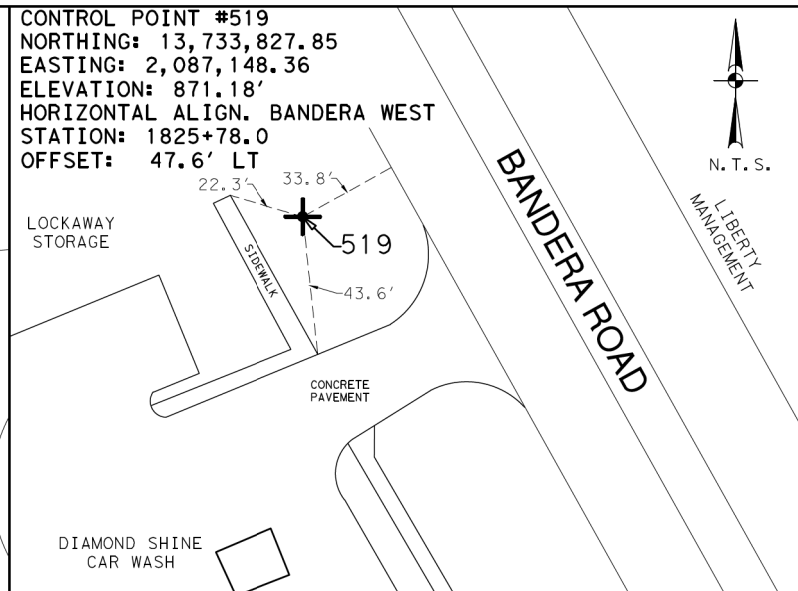 CONTROL POINT #519
NORTHING: 13,733,827.85
EASTING: 2,087,148.36
ELEVATION: 871.18'
HORIZONTAL ALIGN. BANDERA WEST
STATION: 1825+78.0
OFFSET: 47.6' LT
N.T.S.
22.3'
33.8'
LOCKAWAY
STORAGE
519
SIDEWALK
43.6'
BANDERA ROAD
LIBERTY
MANAGEMENT
CONCRETE
PAVEMENT
DIAMOND SHINE
CAR WASH